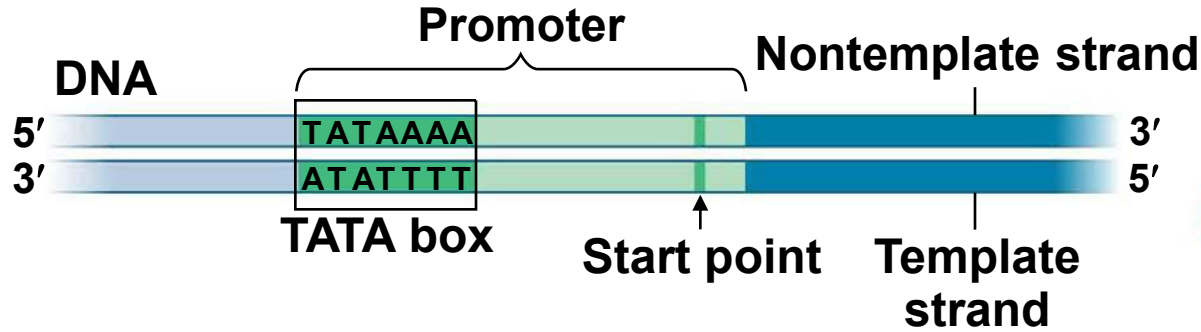 Promoter
Nontemplate strand
DNA
5′ TATAAAA 3′
3′ ATATTTT 5′
TATA box
Start point
Template
strand